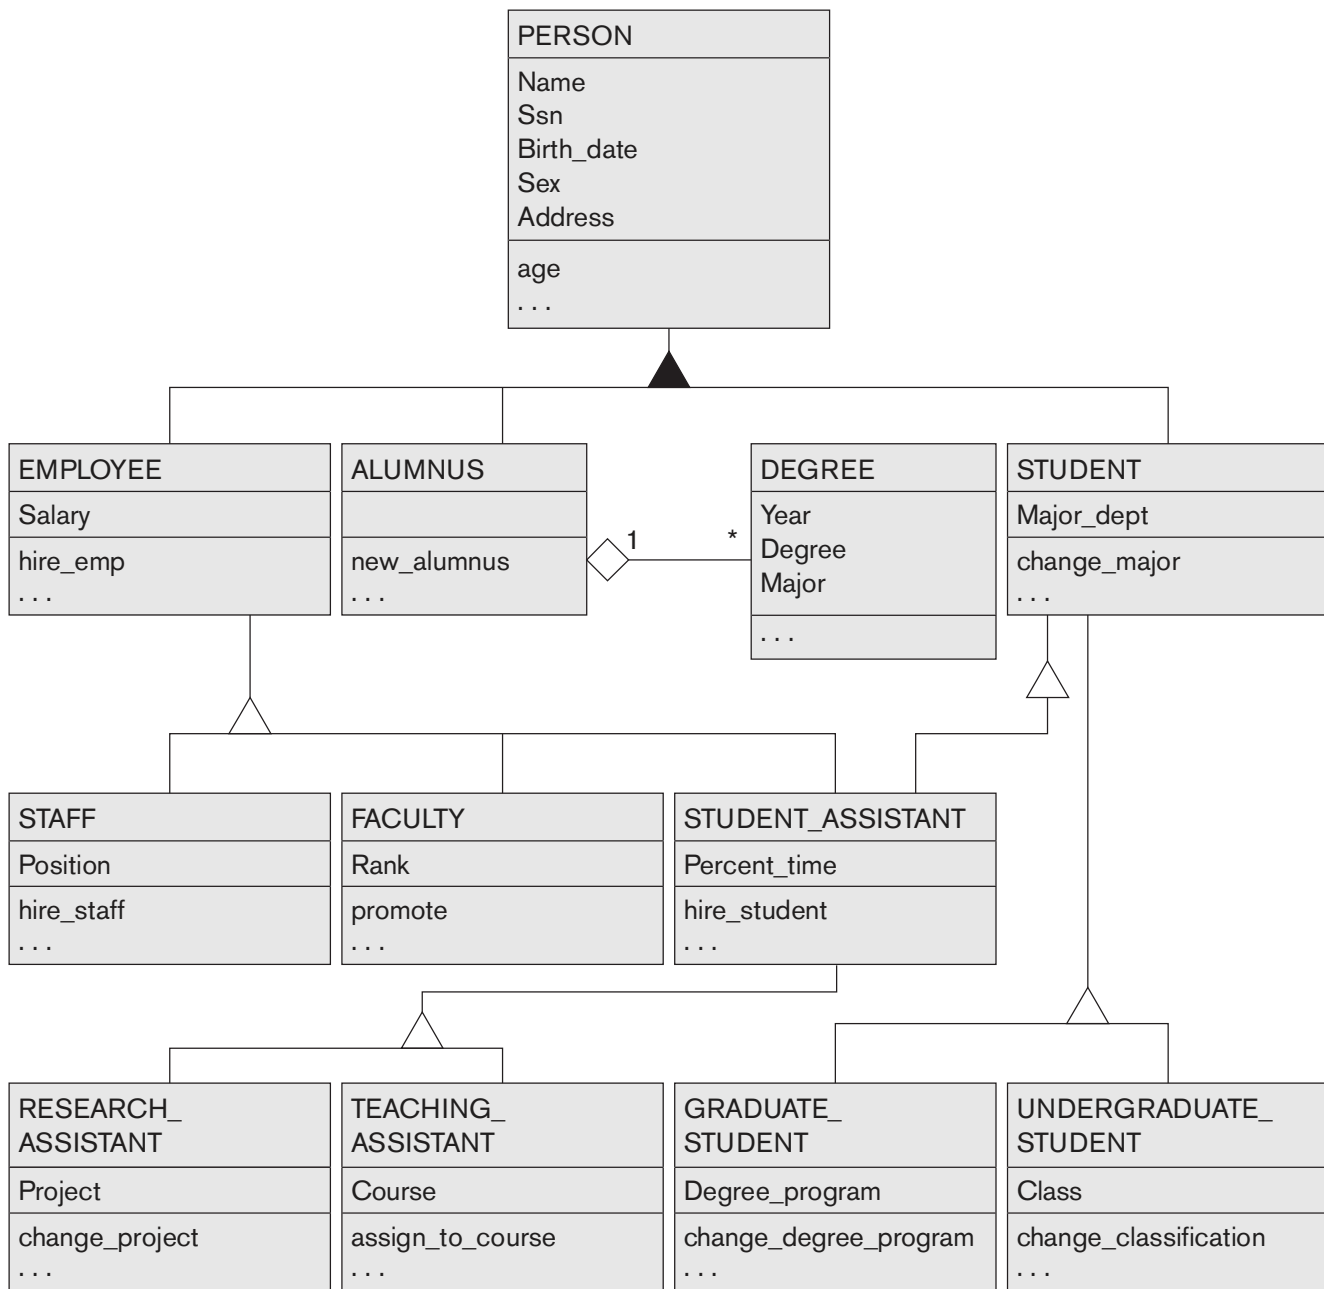 PERSON
Name
Ssn
Birth_date
Sex
Address
age
. . .
EMPLOYEE
Salary
hire_emp
. . .
ALUMNUS
new_alumnus
. . .
1
*
DEGREE
Year
Degree
Major
. . .
STUDENT
Major_dept
change_major
. . .
STAFF
Position
hire_staff
. . .
FACULTY
Rank
promote
. . .
STUDENT_ASSISTANT
Percent_time
hire_student
. . .
RESEARCH_
ASSISTANT
Project
change_project
. . .
TEACHING_
ASSISTANT
Course
assign_to_course
. . .
GRADUATE_
STUDENT
Degree_program
change_degree_program
. . .
UNDERGRADUATE_
STUDENT
Class
change_classification
. . .